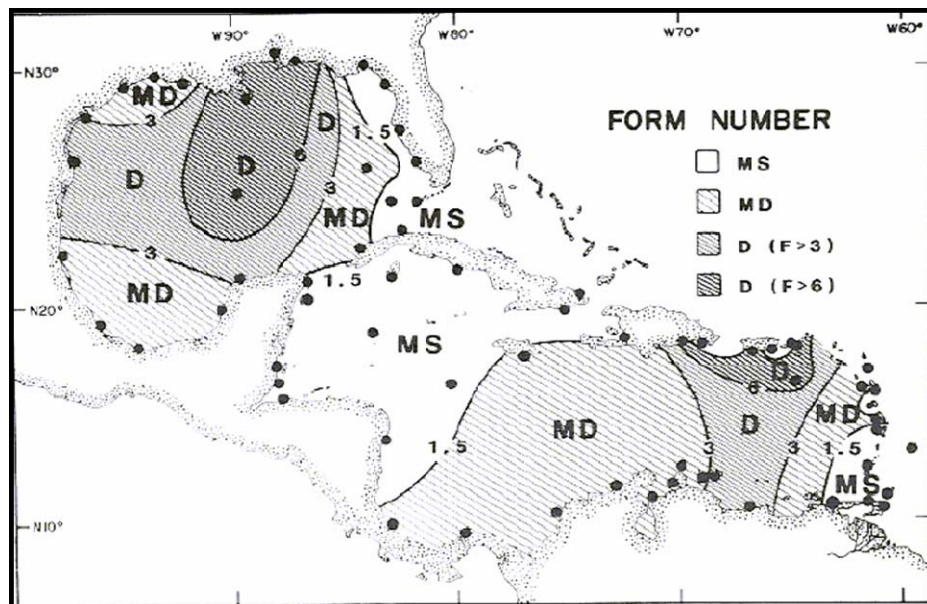 W90° W80° W70° W60°
N30°
MD
3
D
1.5
FORM NUMBER
6
D
D
MS
3
MD
MD
MS
D (F>3)
3
1.5
D (F>6)
MD
N20°
MS
D
6
MD
D
MD
1.5
3
3
1.5
MS
N10°